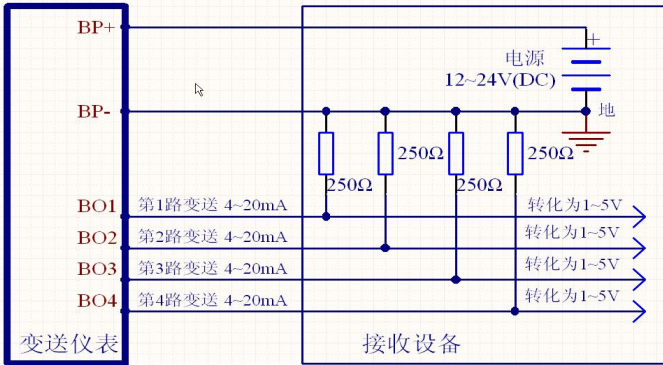 BP+
+
电源
12~24V(DC)
BP-
地
250Ω
250Ω
250Ω
250Ω
BO1 第1路变送 4~20mA 转化为1~5V
BO2 第2路变送 4~20mA 转化为1~5V
BO3 第3路变送 4~20mA 转化为1~5V
BO4 第4路变送 4~20mA 转化为1~5V
变送仪表
接收设备